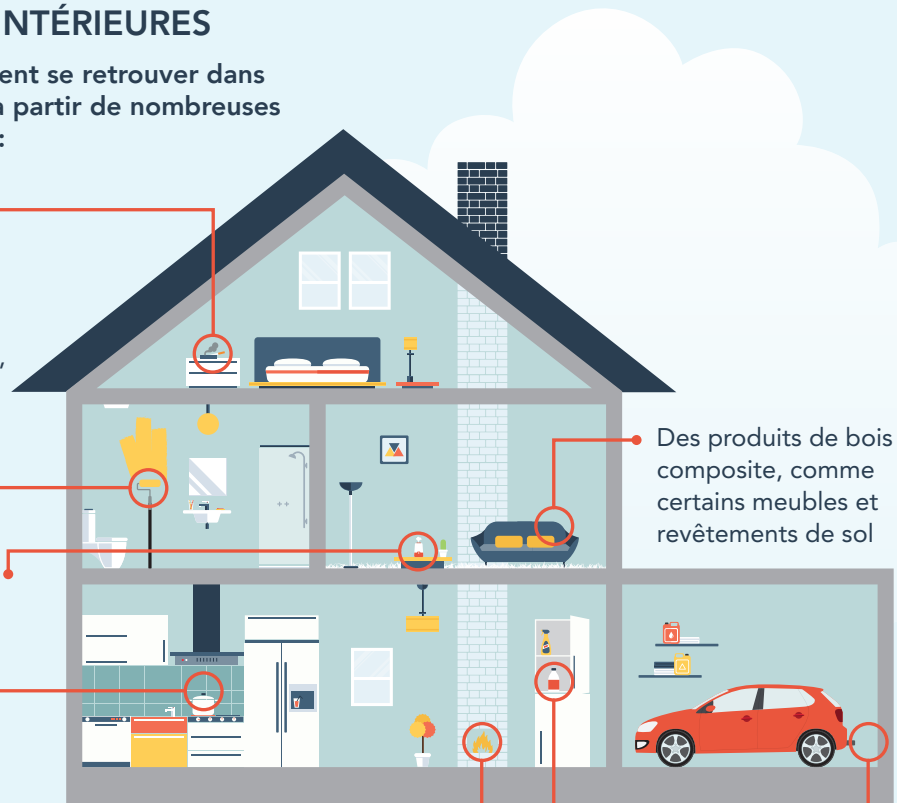 NTÉRIEURES
ent se retrouver dans
à partir de nombreuses
:
,
Des produits de bois
composite, comme
certains meubles et
revêtements de sol